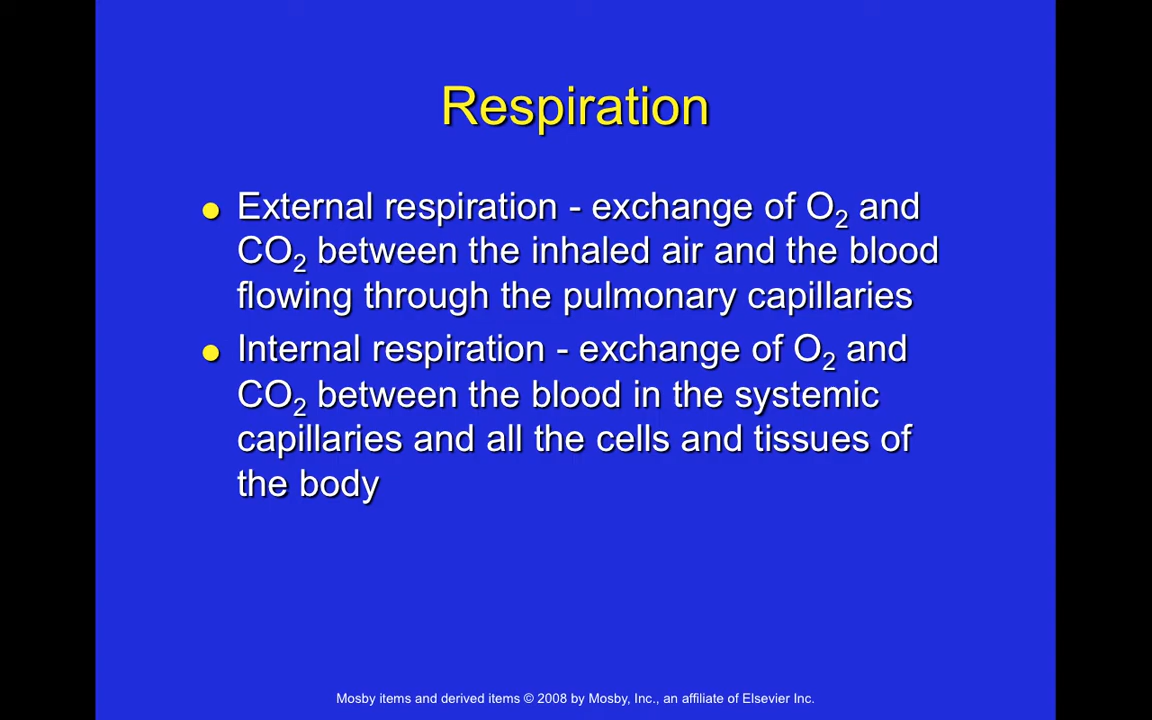 Respiration
● External respiration - exchange of O₂ and
CO₂ between the inhaled air and the blood
flowing through the pulmonary capillaries
● Internal respiration - exchange of O₂ and
CO₂ between the blood in the systemic
capillaries and all the cells and tissues of
the body
Mosby items and derived items © 2008 by Mosby, Inc., an affiliate of Elsevier Inc.